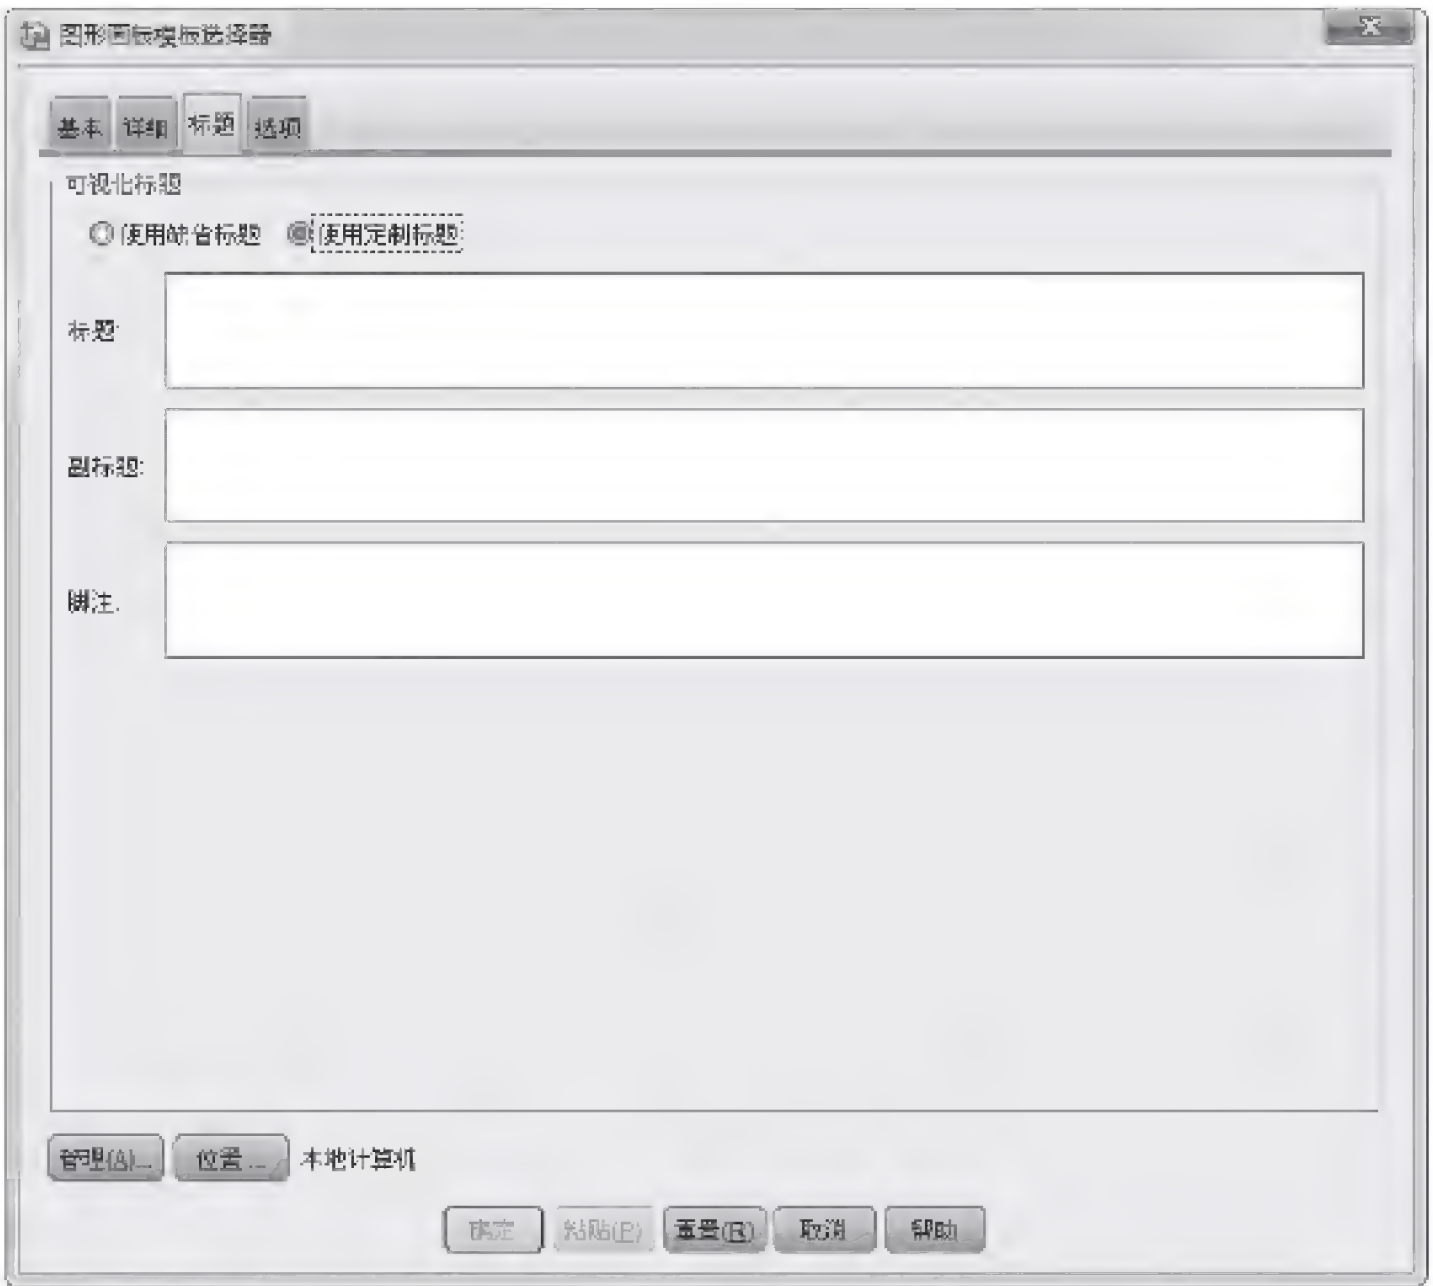 图形画板模板选择器
基本 详细 标题 选项
可视化标题
使用缺省标题 使用定制标题
标题:
副标题:
脚注:
管理(A)... 位置... 本地计算机
确定 粘贴(P) 重置(R) 取消 帮助